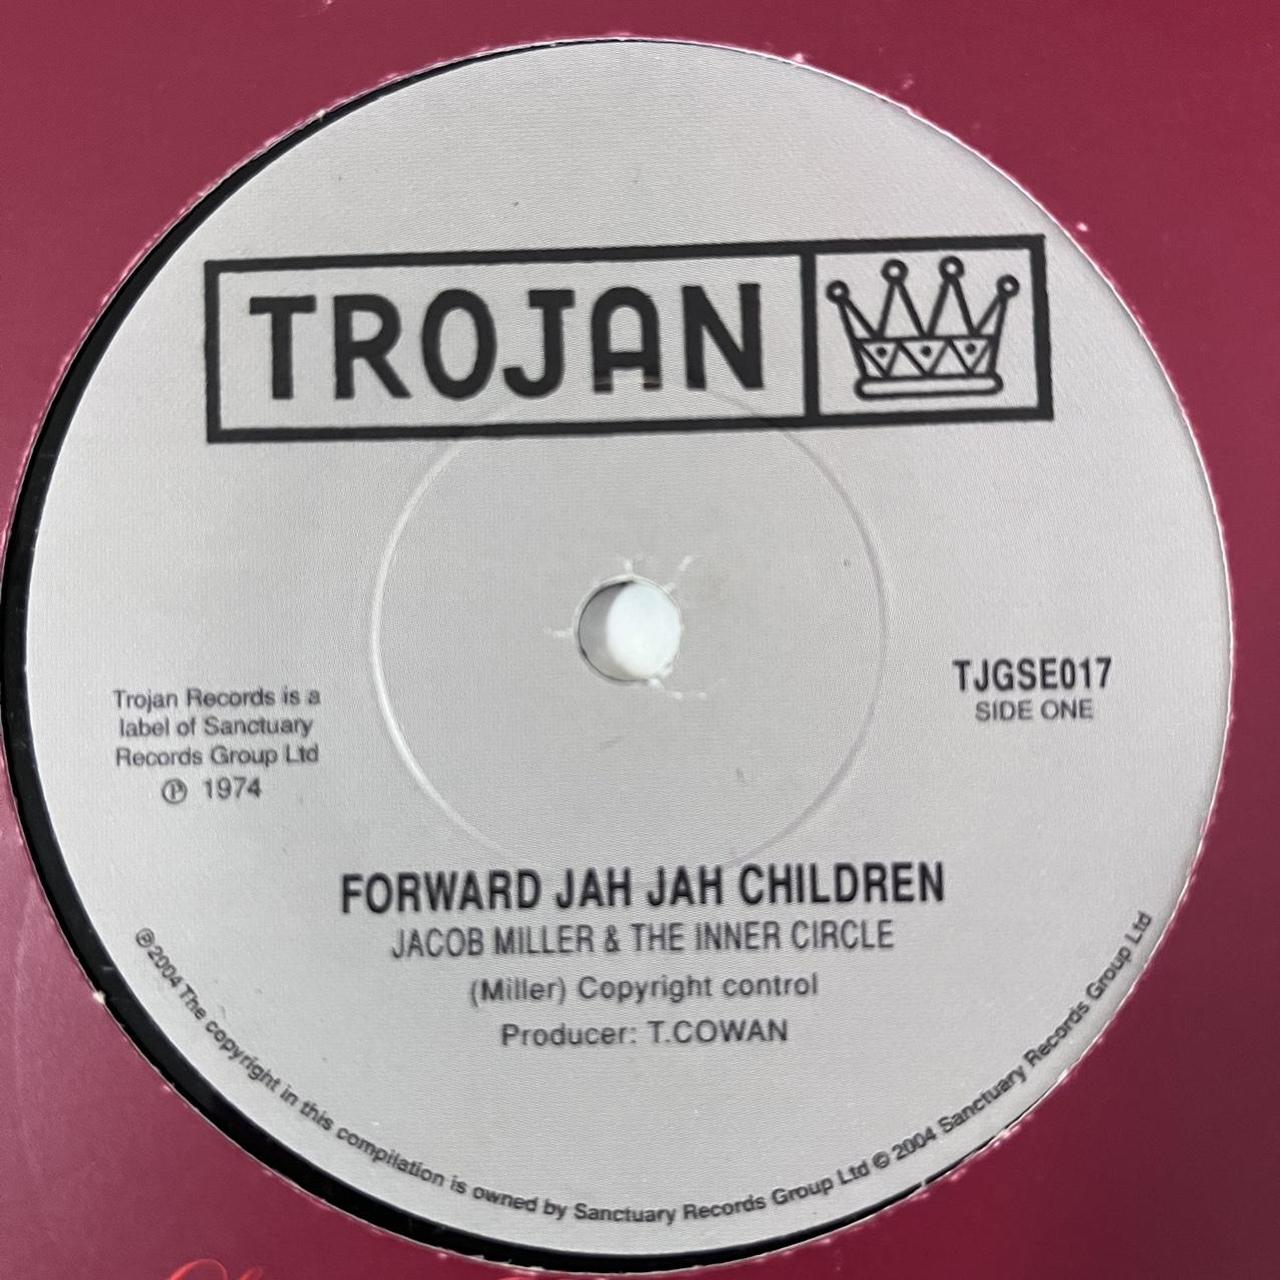 TROJAN
Trojan Records is a
label of Sanctuary
Records Group Ltd
℗ 1974
TJGSE017
SIDE ONE
FORWARD JAH JAH CHILDREN
JACOB MILLER & THE INNER CIRCLE
(Miller) Copyright control
Producer: T.COWAN
℗2004 The copyright in this compilation is owned by Sanctuary Records Group Ltd © 2004 Sanctuary Records Group Ltd